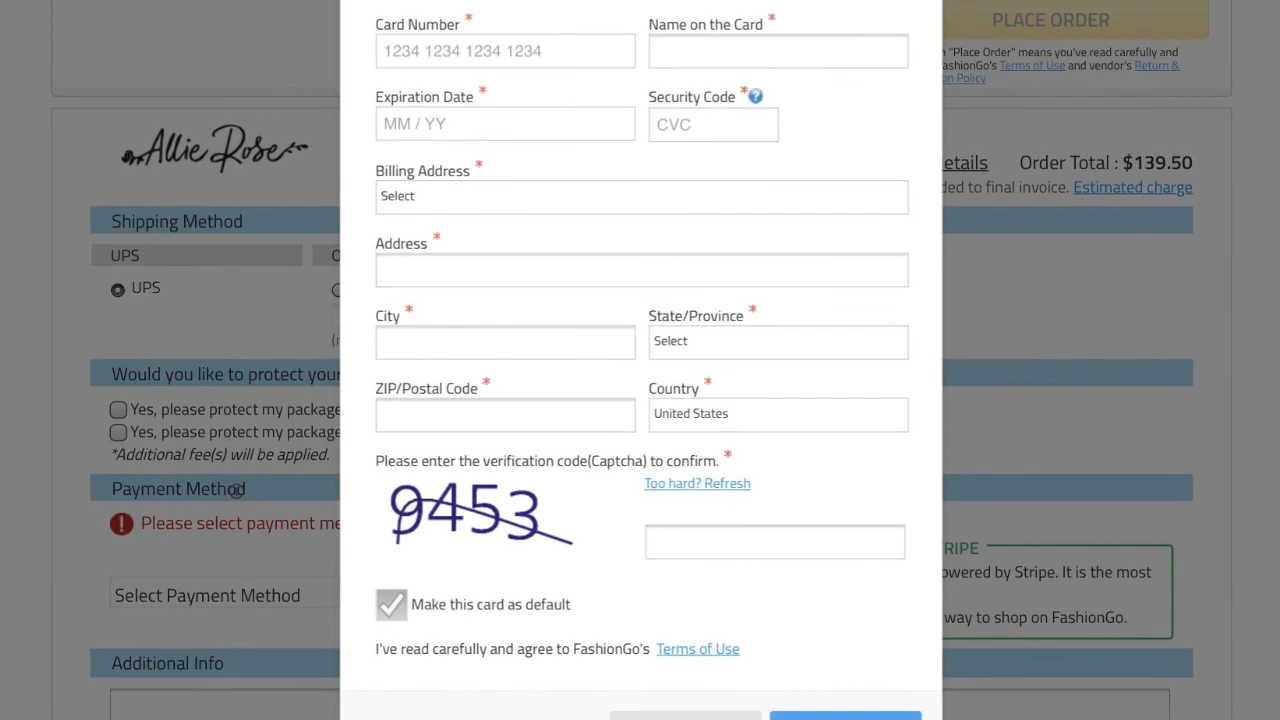 Card Number *
Name on the Card *
1234 1234 1234 1234
Expiration Date *
Security Code *
MM / YY
CVC
Billing Address *
Select
Address *
City *
State/Province *
Select
ZIP/Postal Code *
Country *
United States
Please enter the verification code(Captcha) to confirm. *
Too hard? Refresh
9453
Make this card as default
I've read carefully and agree to FashionGo's Terms of Use
PLACE ORDER
"Place Order" means you've read carefully and
Terms of Use and vendor's Return &
Policy
Allie Rose
Order Total : $139.50
to final invoice. Estimated charge
Shipping Method
UPS
UPS
Would you like to protect your
Yes, please protect my package
Yes, please protect my package
*Additional fee(s) will be applied.
Payment Method
Please select payment
Select Payment Method
by Stripe. It is the most
way to shop on FashionGo.
Additional Info